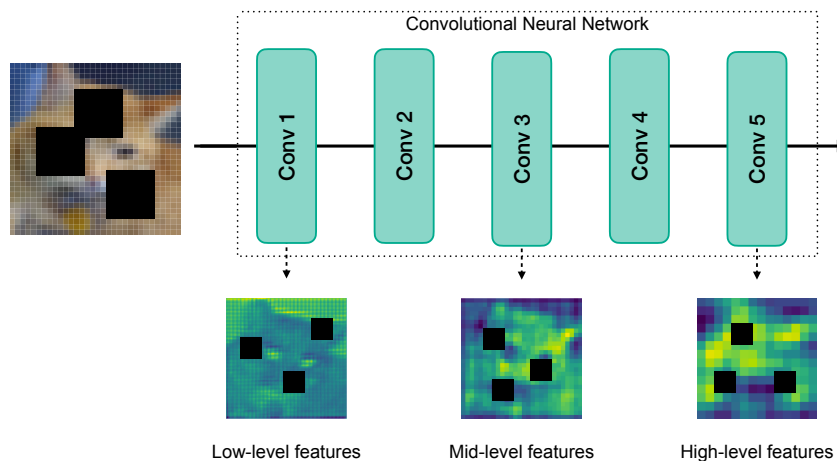 Convolutional Neural Network
Conv 1
Conv 2
Conv 3
Conv 4
Conv 5
Low-level features
Mid-level features
High-level features